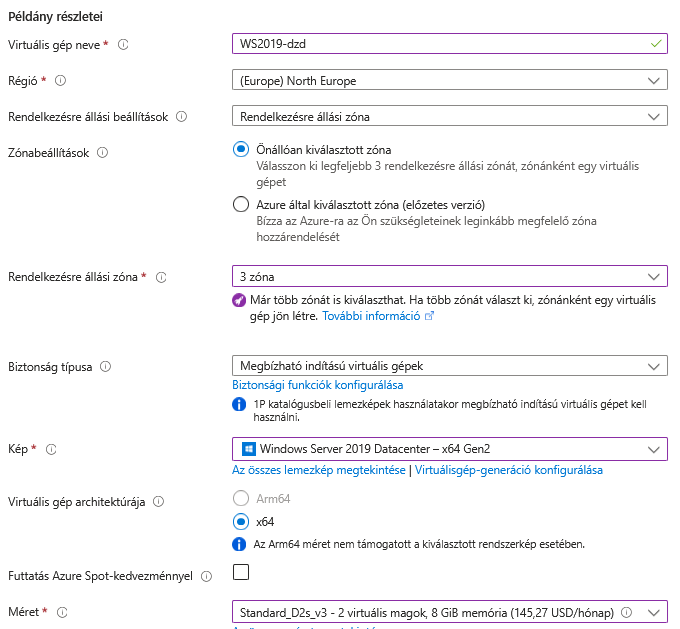 Példány részletei
Virtuális gép neve *
WS2019-dzd
Régió *
(Europe) North Europe
Rendelkezésre állási beállítások
Rendelkezésre állási zóna
Zónabeállítások
Önállóan kiválasztott zóna
Válasszon ki legfeljebb 3 rendelkezésre állási zónát, zónánként egy virtuális
gépet
Azure által kiválasztott zóna (előzetes verzió)
Bízza az Azure-ra az Ön szükségleteinek leginkább megfelelő zóna
hozzárendelését
Rendelkezésre állási zóna *
3 zóna
Már több zónát is kiválaszthat. Ha több zónát választ ki, zónánként egy virtuális
gép jön létre. További információ
Biztonság típusa
Megbízható indítású virtuális gépek
Biztonsági funkciók konfigurálása
1P katalógusbeli lemezképek használatakor megbízható indítású virtuális gépet kell
használni.
Kép *
Windows Server 2019 Datacenter – x64 Gen2
Az összes lemezkép megtekintése | Virtuálisgép-generáció konfigurálása
Virtuális gép architektúrája
Arm64
x64
Az Arm64 méret nem támogatott a kiválasztott rendszerkép esetében.
Futtatás Azure Spot-kedvezménnyel
Méret *
Standard_D2s_v3 - 2 virtuális magok, 8 GiB memória (145,27 USD/hónap)